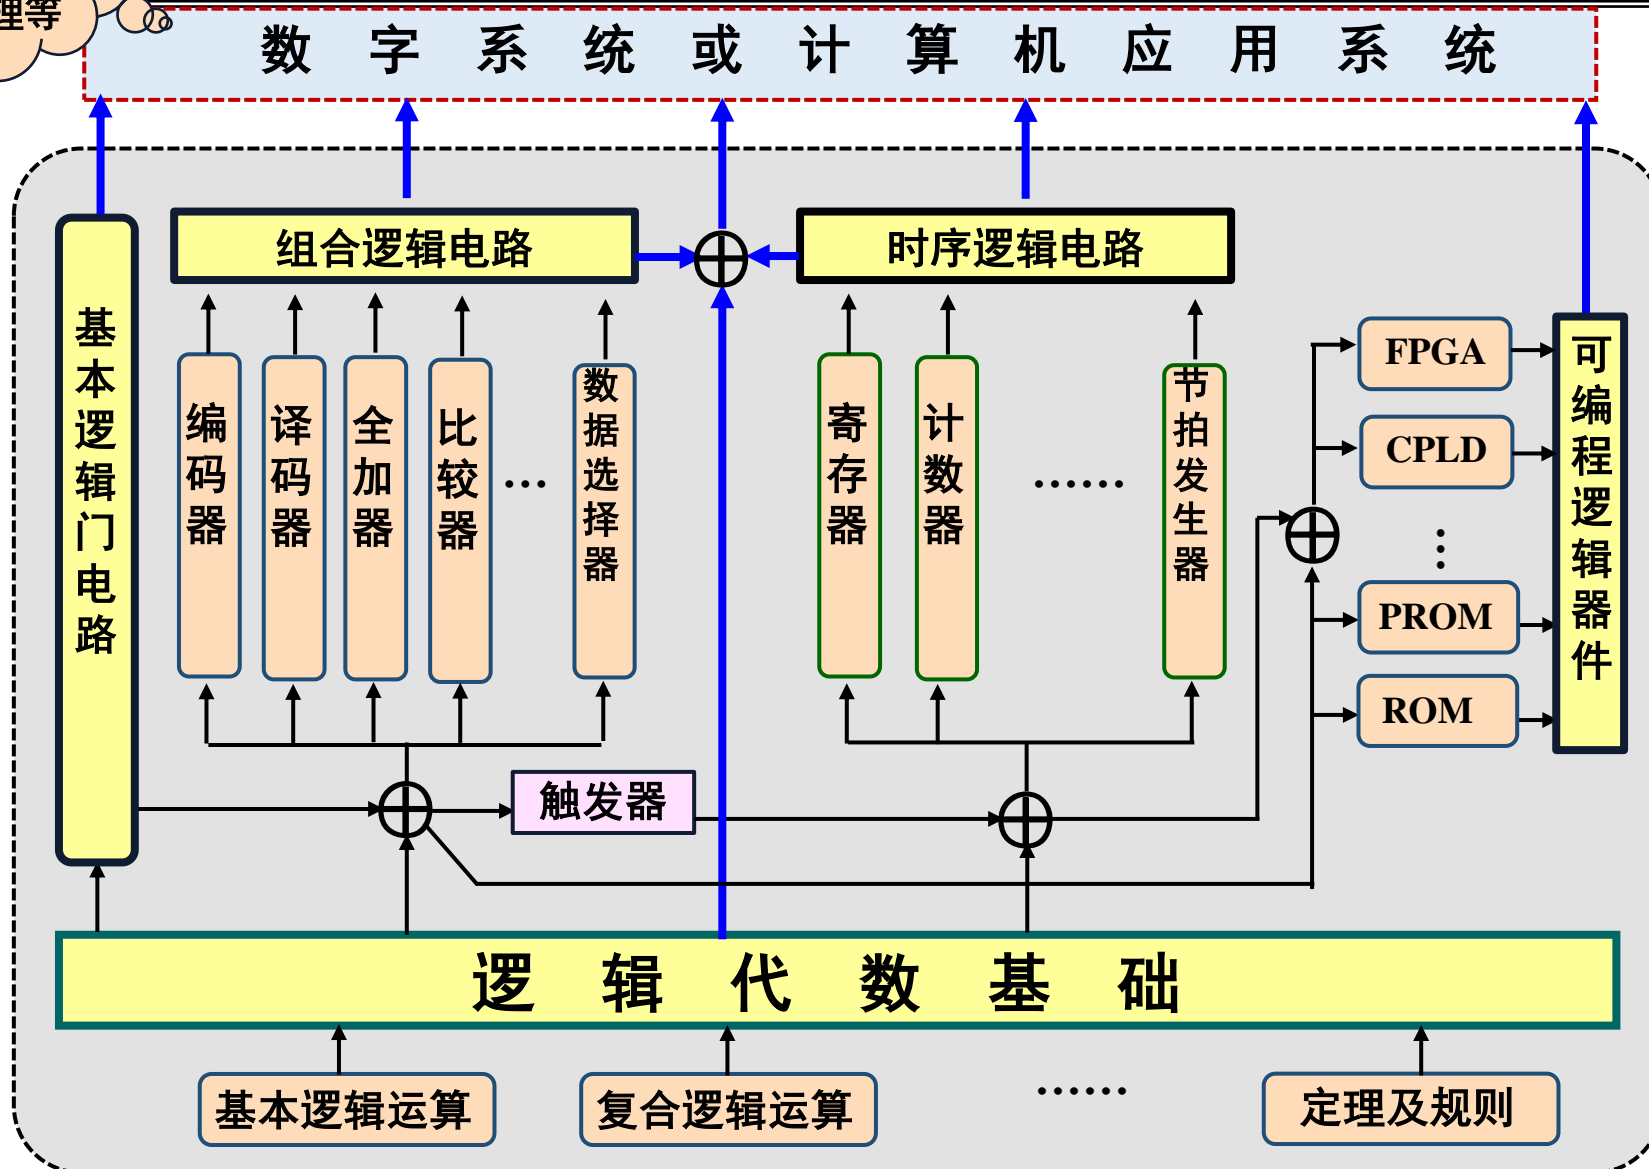 理等
数字系统或计算机应用系统
组合逻辑电路
时序逻辑电路
基本逻辑门电路
编码器
译码器
全加器
比较器
…
数据选择器
寄存器
计数器
……
节拍发生器
FPGA
CPLD
…
PROM
ROM
可编程逻辑器件
触发器
逻辑代数基础
基本逻辑运算
复合逻辑运算
……
定理及规则